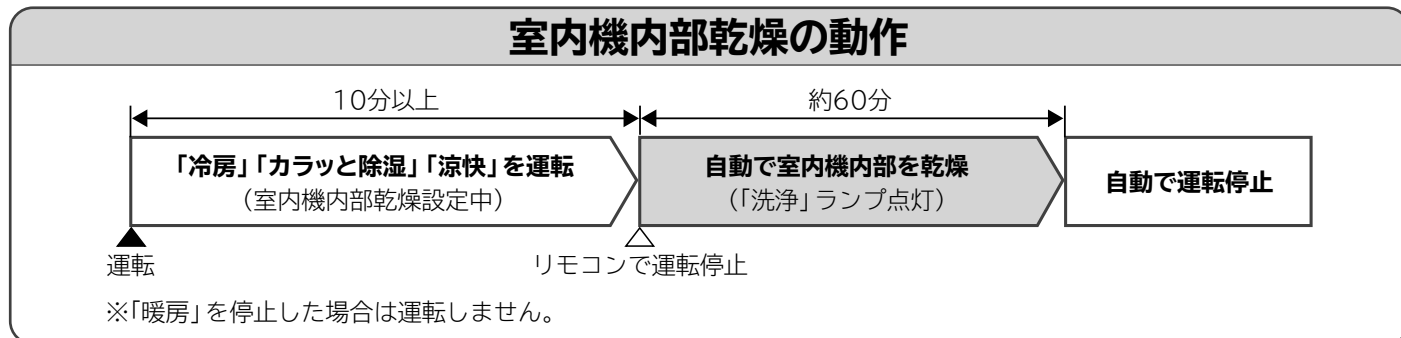 室内機内部乾燥の動作
10分以上
約60分
「冷房」「カラッと除湿」「涼快」を運転
（室内機内部乾燥設定中）
自動で室内機内部を乾燥
（「洗浄」ランプ点灯）
自動で運転停止
運転
リモコンで運転停止
※「暖房」を停止した場合は運転しません。